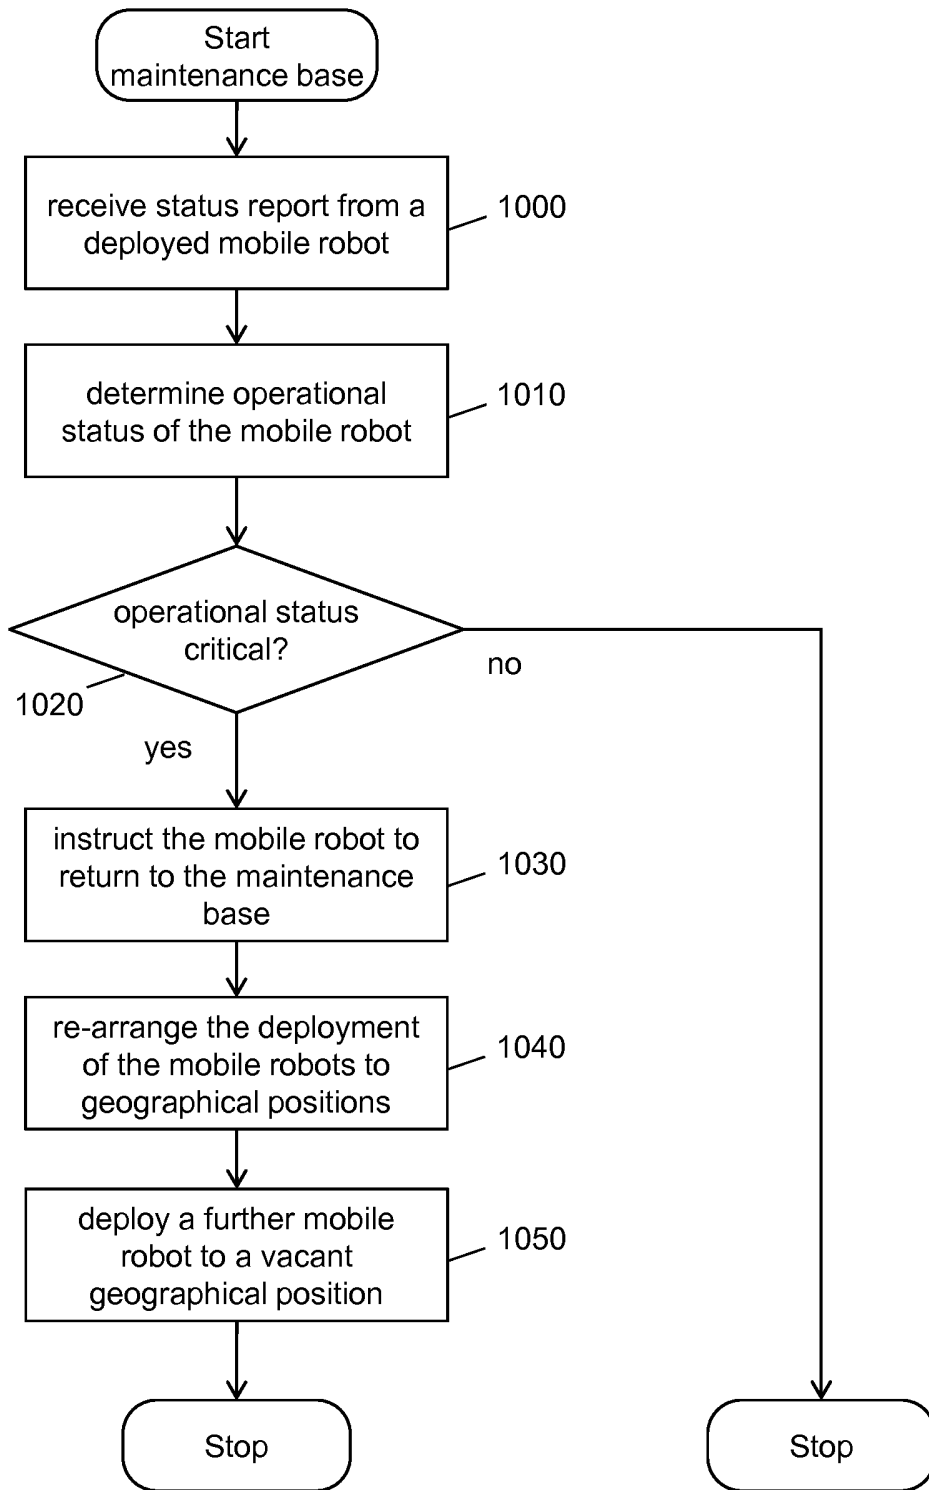 Start
maintenance base
receive status report from a
deployed mobile robot
1000
determine operational
status of the mobile robot
1010
operational status
critical?
no
1020
yes
instruct the mobile robot to
return to the maintenance
base
1030
re-arrange the deployment
of the mobile robots to
geographical positions
1040
deploy a further mobile
robot to a vacant
geographical position
1050
Stop
Stop